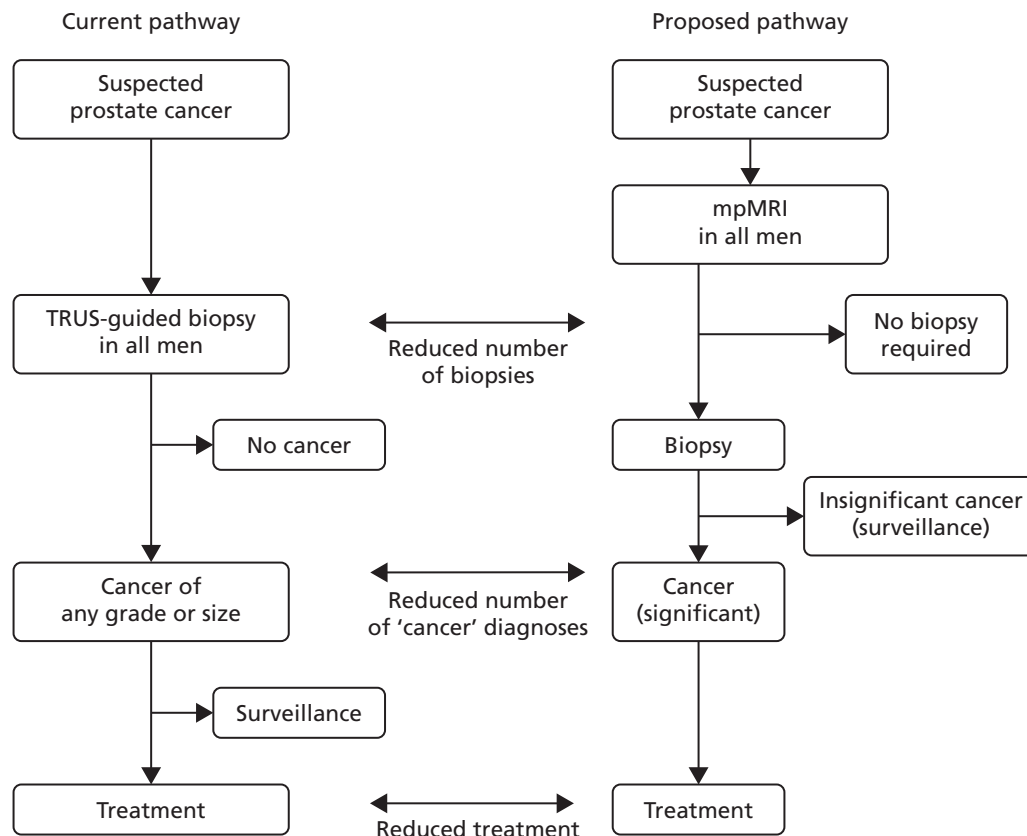 Current pathway
Proposed pathway
Suspected
prostate cancer
Suspected
prostate cancer
mpMRI
in all men
TRUS-guided biopsy
in all men
Reduced number
of biopsies
No biopsy
required
No cancer
Biopsy
Insignificant cancer
(surveillance)
Cancer of
any grade or size
Reduced number
of ‘cancer’ diagnoses
Cancer
(significant)
Surveillance
Treatment
Reduced treatment
Treatment